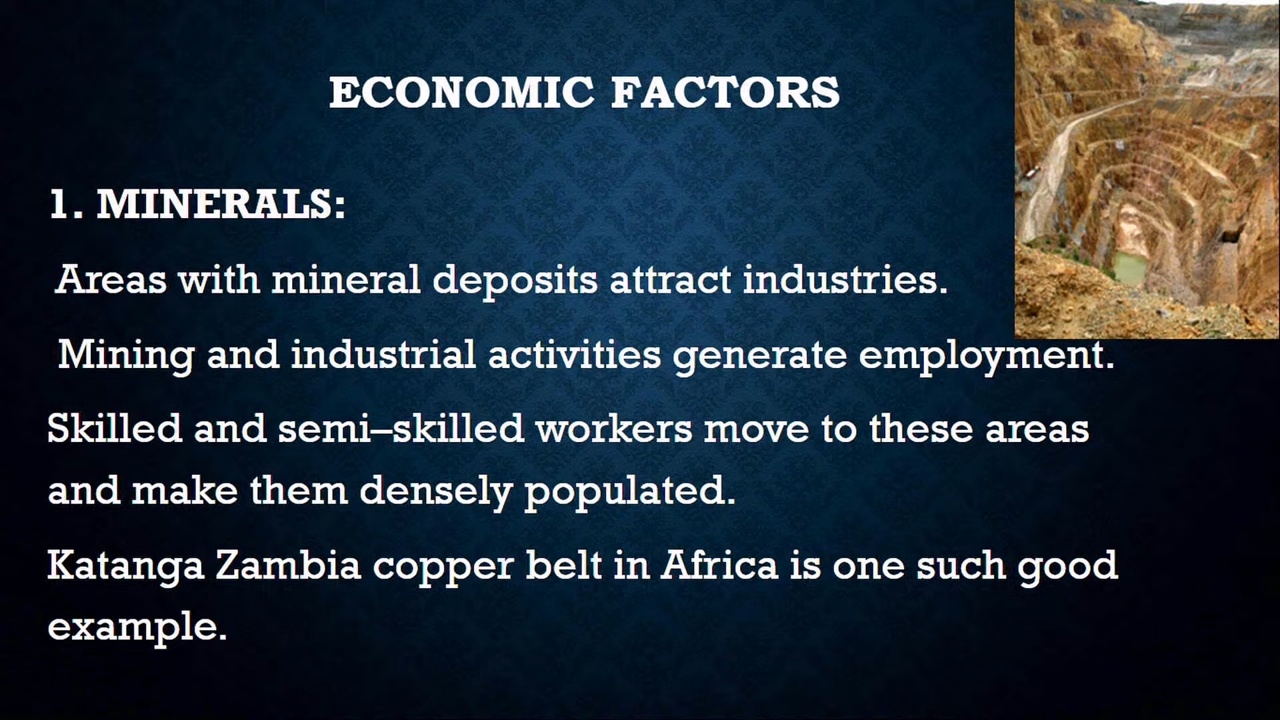 ECONOMIC FACTORS
1. MINERALS:
Areas with mineral deposits attract industries.
Mining and industrial activities generate employment.
Skilled and semi–skilled workers move to these areas
and make them densely populated.
Katanga Zambia copper belt in Africa is one such good
example.